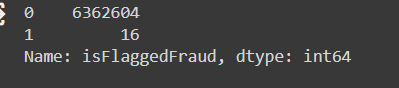 0    6362604
1         16
Name: isFlaggedFraud, dtype: int64